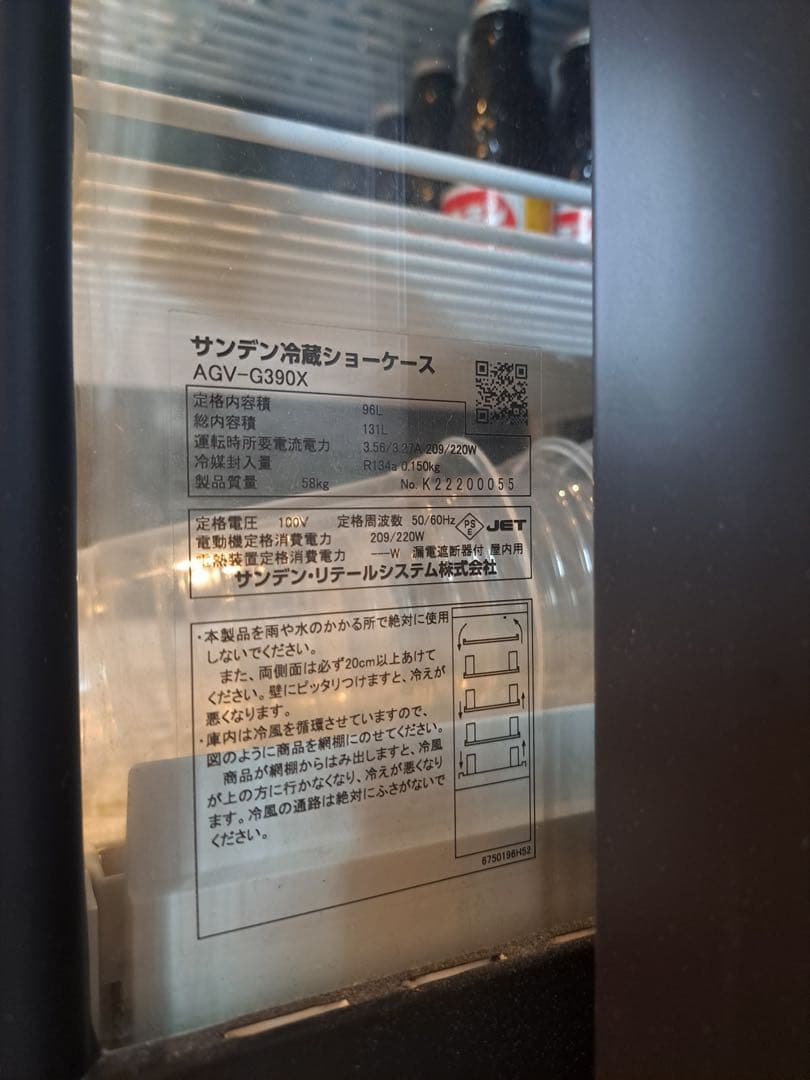 サンデン冷蔵ショーケース
AGV-G390X
定格内容積 96L
総内容積 131L
運転時所要電流電力 3.56/3.27A 209/220W
冷媒封入量 R134a 0.150kg
製品質量 58kg No. K22200055
定格電圧 100V 定格周波数 50/60Hz PS E JET
電動機定格消費電力 209/220W
電熱装置定格消費電力 ---W 漏電遮断器付 屋内用
サンデン・リテールシステム株式会社
・本製品を雨や水のかかる所で絶対に使用
しないでください。
また、両側面は必ず20cm以上あけて
ください。壁にピッタリつけますと、冷えが
悪くなります。
・庫内は冷風を循環させていますので、
図のように商品を網棚にのせてください。
商品が網棚からはみ出しますと、冷風
が上の方に行かなくなり、冷えが悪くなり
ます。冷風の通路は絶対にふさがないで
ください。
6750196H52